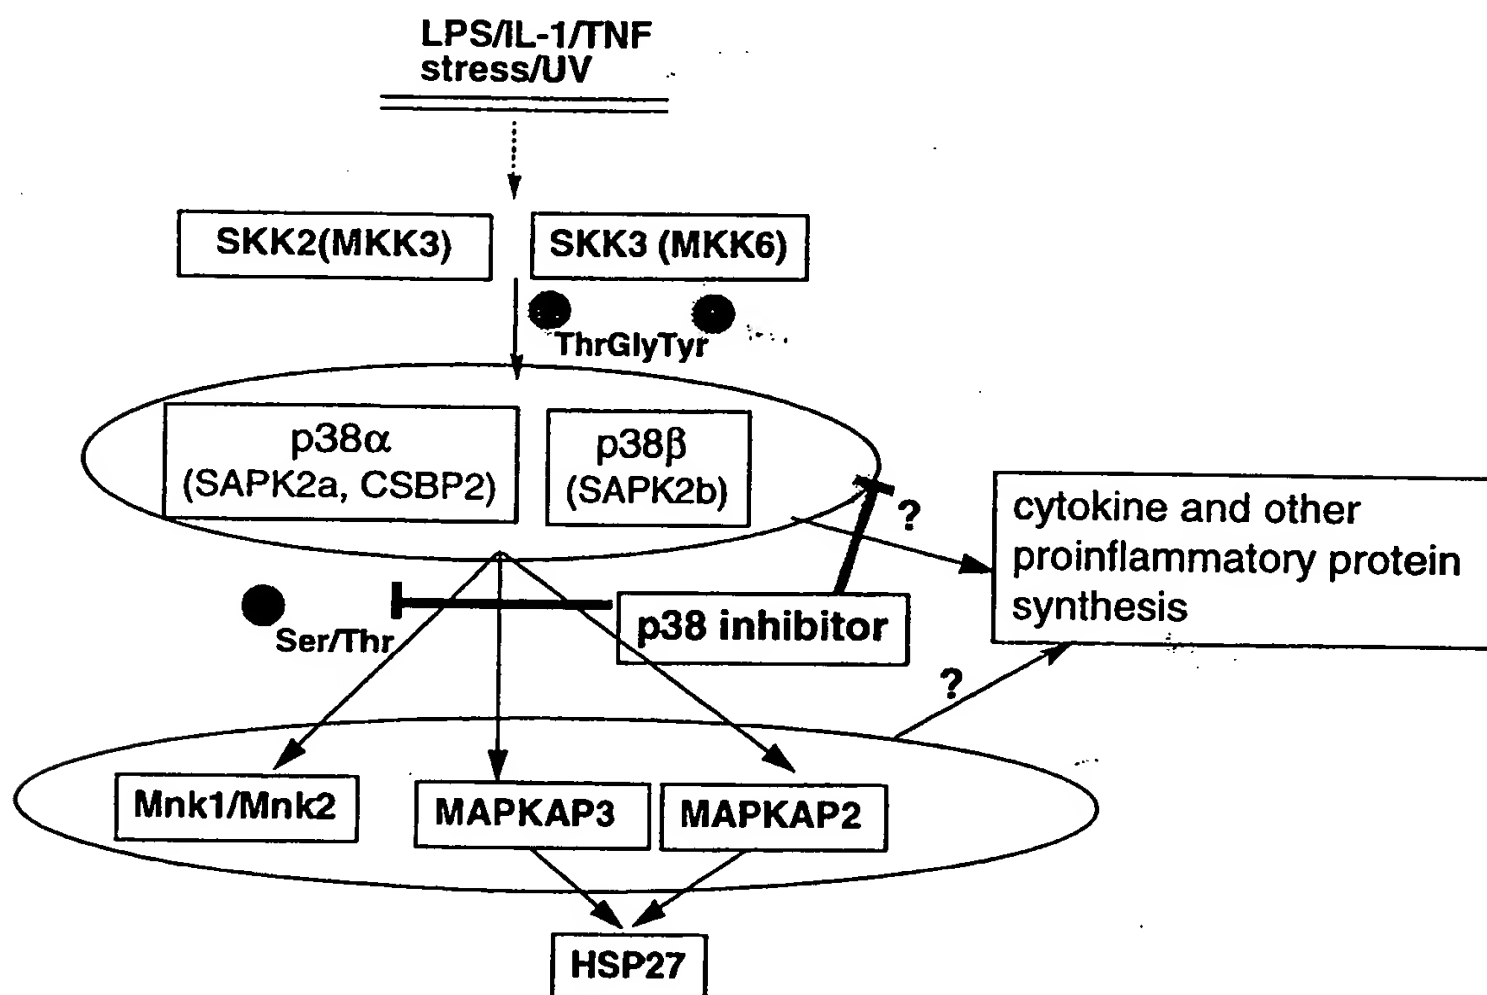 LPS/IL-1/TNF
stress/UV
SKK2(MKK3)
SKK3 (MKK6)
ThrGlyTyr
p38α
(SAPK2a, CSBP2)
p38β
(SAPK2b)
?
cytokine and other
proinflammatory protein
synthesis
Ser/Thr
p38 inhibitor
?
Mnk1/Mnk2
MAPKAP3
MAPKAP2
HSP27